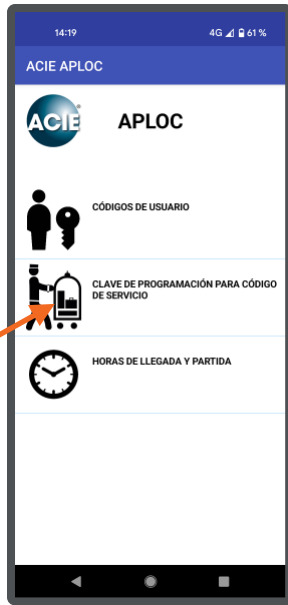 14:19 4G 61 %
ACIE APLOC
ACIE APLOC
CÓDIGOS DE USUARIO
CLAVE DE PROGRAMACIÓN PARA CÓDIGO
DE SERVICIO
HORAS DE LLEGADA Y PARTIDA